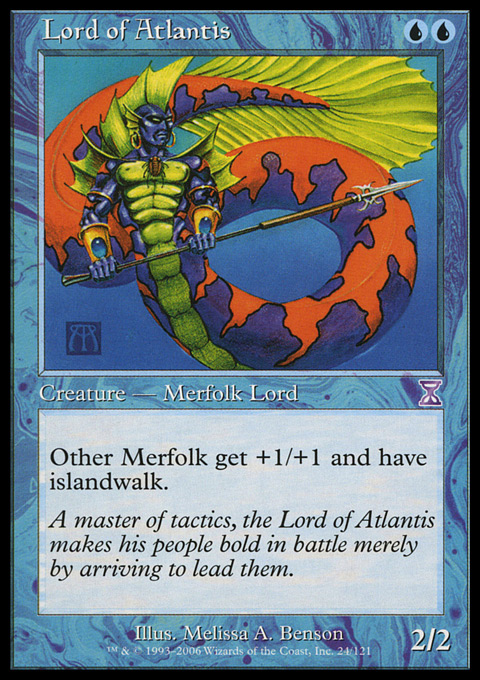 Lord of Atlantis
Creature — Merfolk Lord
Other Merfolk get +1/+1 and have
islandwalk.
A master of tactics, the Lord of Atlantis
makes his people bold in battle merely
by arriving to lead them.
Illus. Melissa A. Benson
2/2
™ & © 1993-2006 Wizards of the Coast, Inc. 24/121